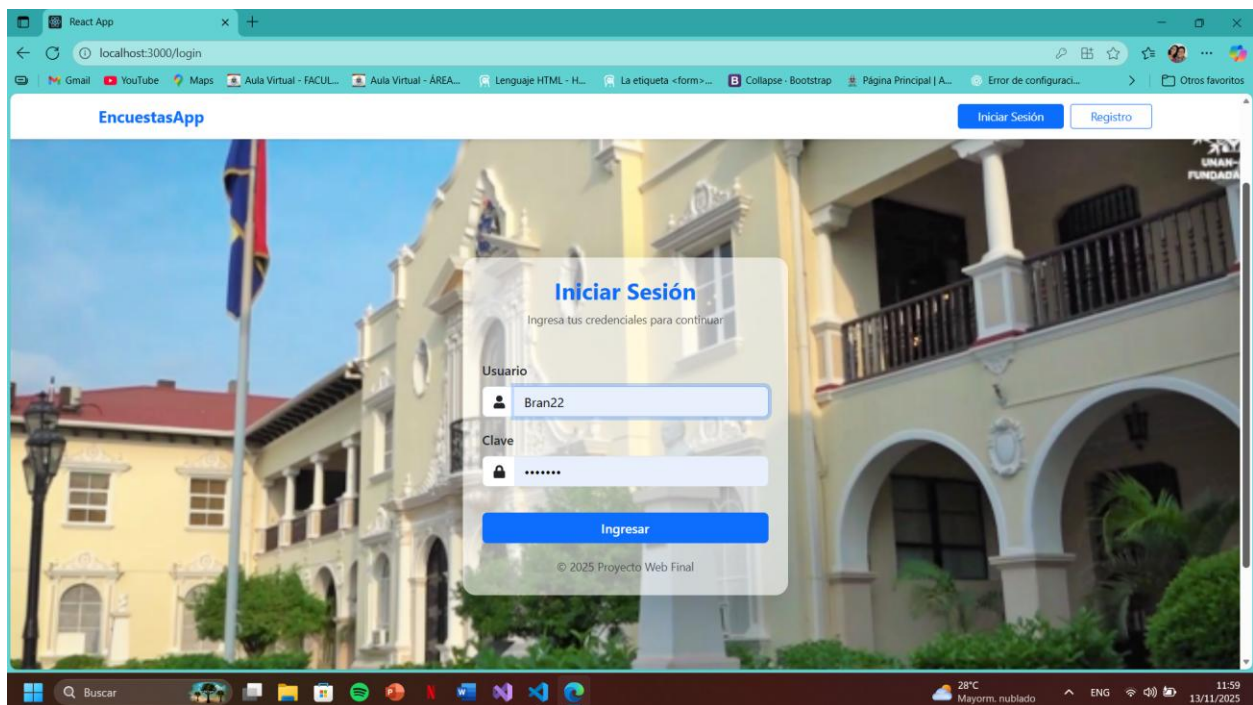 React App
localhost:3000/login
Gmail YouTube Maps Aula Virtual - FACUL... Aula Virtual - ÁREA... Lenguaje HTML - H... La etiqueta <form>... Collapse · Bootstrap Página Principal | A... Error de configuraci... Otros favoritos
EncuestasApp Iniciar Sesión Registro
UNAN-
FUNDADA
Iniciar Sesión
Ingresa tus credenciales para continuar
Usuario
Bran22
Clave
•••••••
Ingresar
© 2025 Proyecto Web Final
Buscar
28°C
Mayorm. nublado
ENG
11:59
13/11/2025